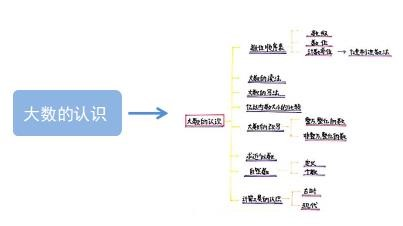 大数的认识
大数的认识
数位顺序表
数级
数位
计数单位
十进制计数法
大数的读法
大数的写法
亿以内数大小的比较
大数的改写
整万整亿的数
非整万整亿的数
求近似数
自然数
定义
个数
计算工具的认识
古时
现代